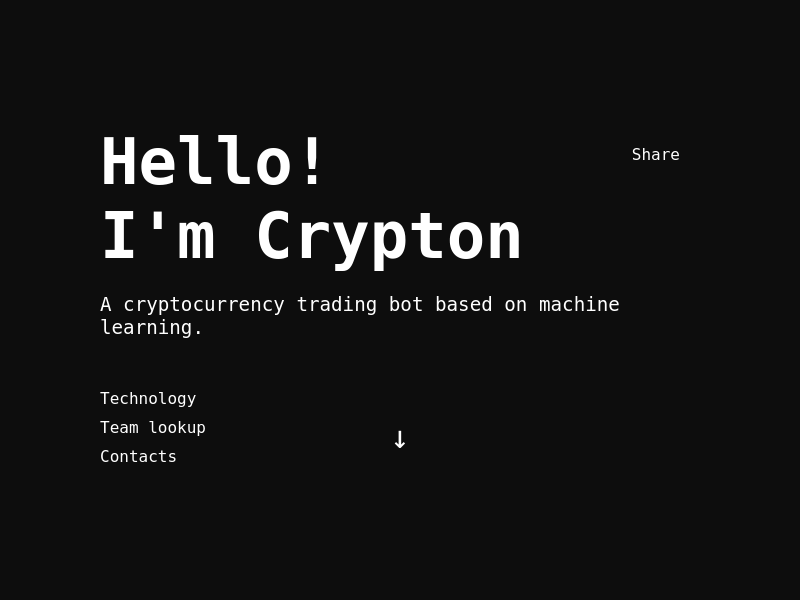 Hello!
I'm Crypton
Share
A cryptocurrency trading bot based on machine
learning.
Technology
Team lookup
Contacts
↓